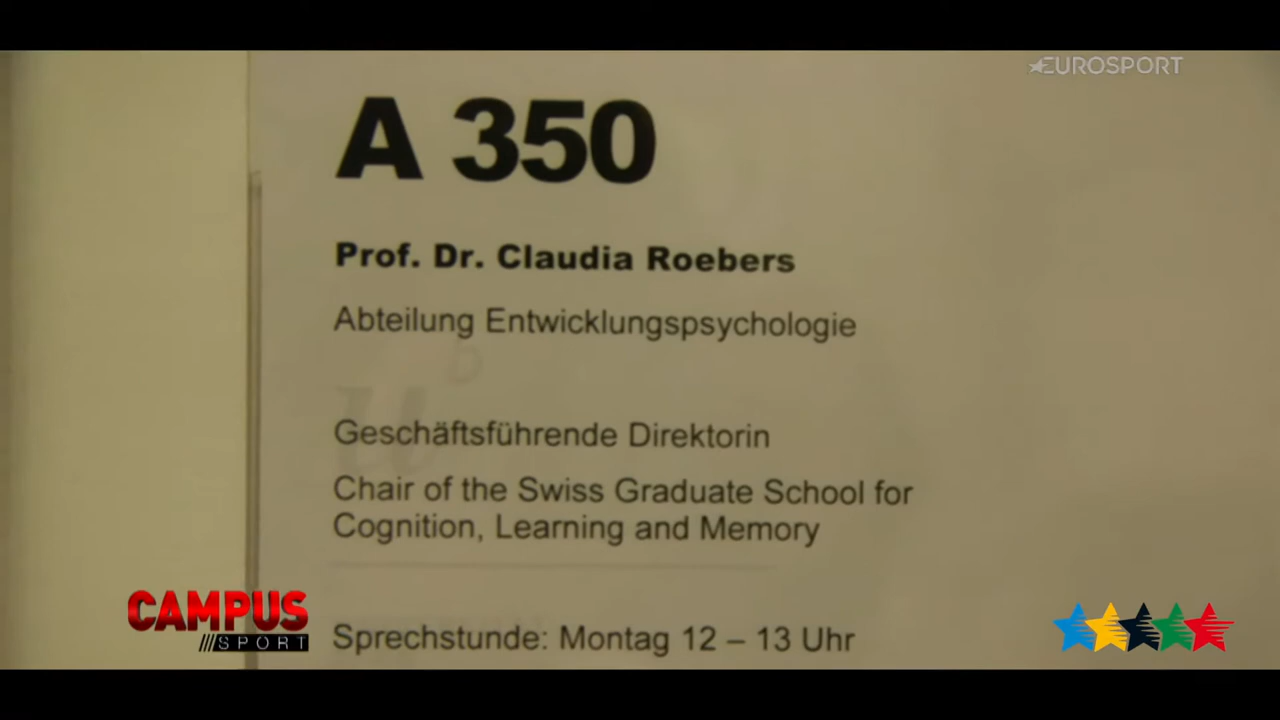 EUROSPORT
A 350
Prof. Dr. Claudia Roebers
Abteilung Entwicklungspsychologie
Geschäftsführende Direktorin
Chair of the Swiss Graduate School for
Cognition, Learning and Memory
Sprechstunde: Montag 12 – 13 Uhr
CAMPUS
SPORT